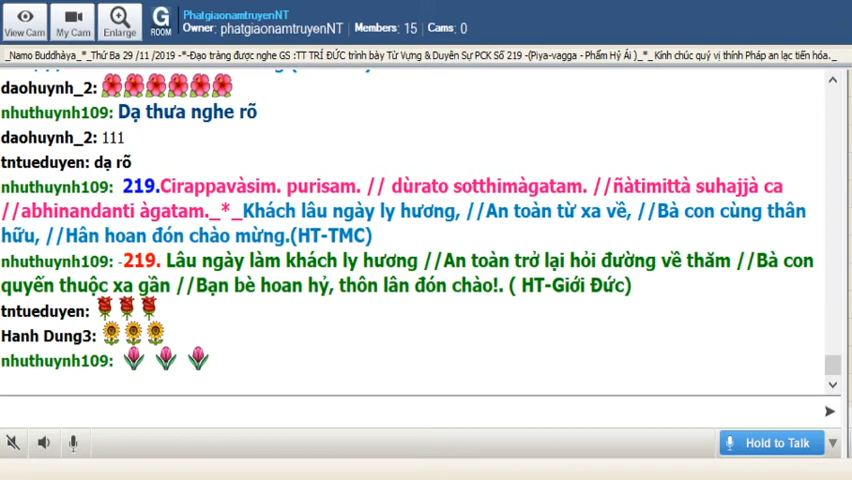 View Cam
My Cam
Enlarge
G
ROOM
PhatgiaonamtruyenNT
Owner: phatgiaonamtruyenNT Members: 15 Cams: 0
_Namo Buddhàya_*_Thứ Ba 29 /11 /2019 -*-Đạo tràng được nghe GS :TT TRÍ ĐỨC trình bày Từ Vựng & Duyên Sự PCK Số 219 -(Piya-vagga - Phẩm Hỷ Ái )_*_ Kính chúc quý vị thính Pháp an lạc tiến hóa._
daohuynh_2:
nhuthuynh109: Dạ thưa nghe rõ
daohuynh_2: 111
tntueduyen: dạ rõ
nhuthuynh109: 219.Cirappavàsim. purisam. // dùrato sotthimàgatam. //ñàtimittà suhajjà ca
//abhinandanti àgatam._*_Khách lâu ngày ly hương, //An toàn từ xa về, //Bà con cùng thân
hữu, //Hân hoan đón chào mừng.(HT-TMC)
nhuthuynh109: -219. Lâu ngày làm khách ly hương //An toàn trở lại hỏi đường về thăm //Bà con
quyến thuộc xa gần //Bạn bè hoan hỷ, thôn lân đón chào!. ( HT-Giới Đức)
tntueduyen:
Hanh Dung3:
nhuthuynh109:
Hold to Talk